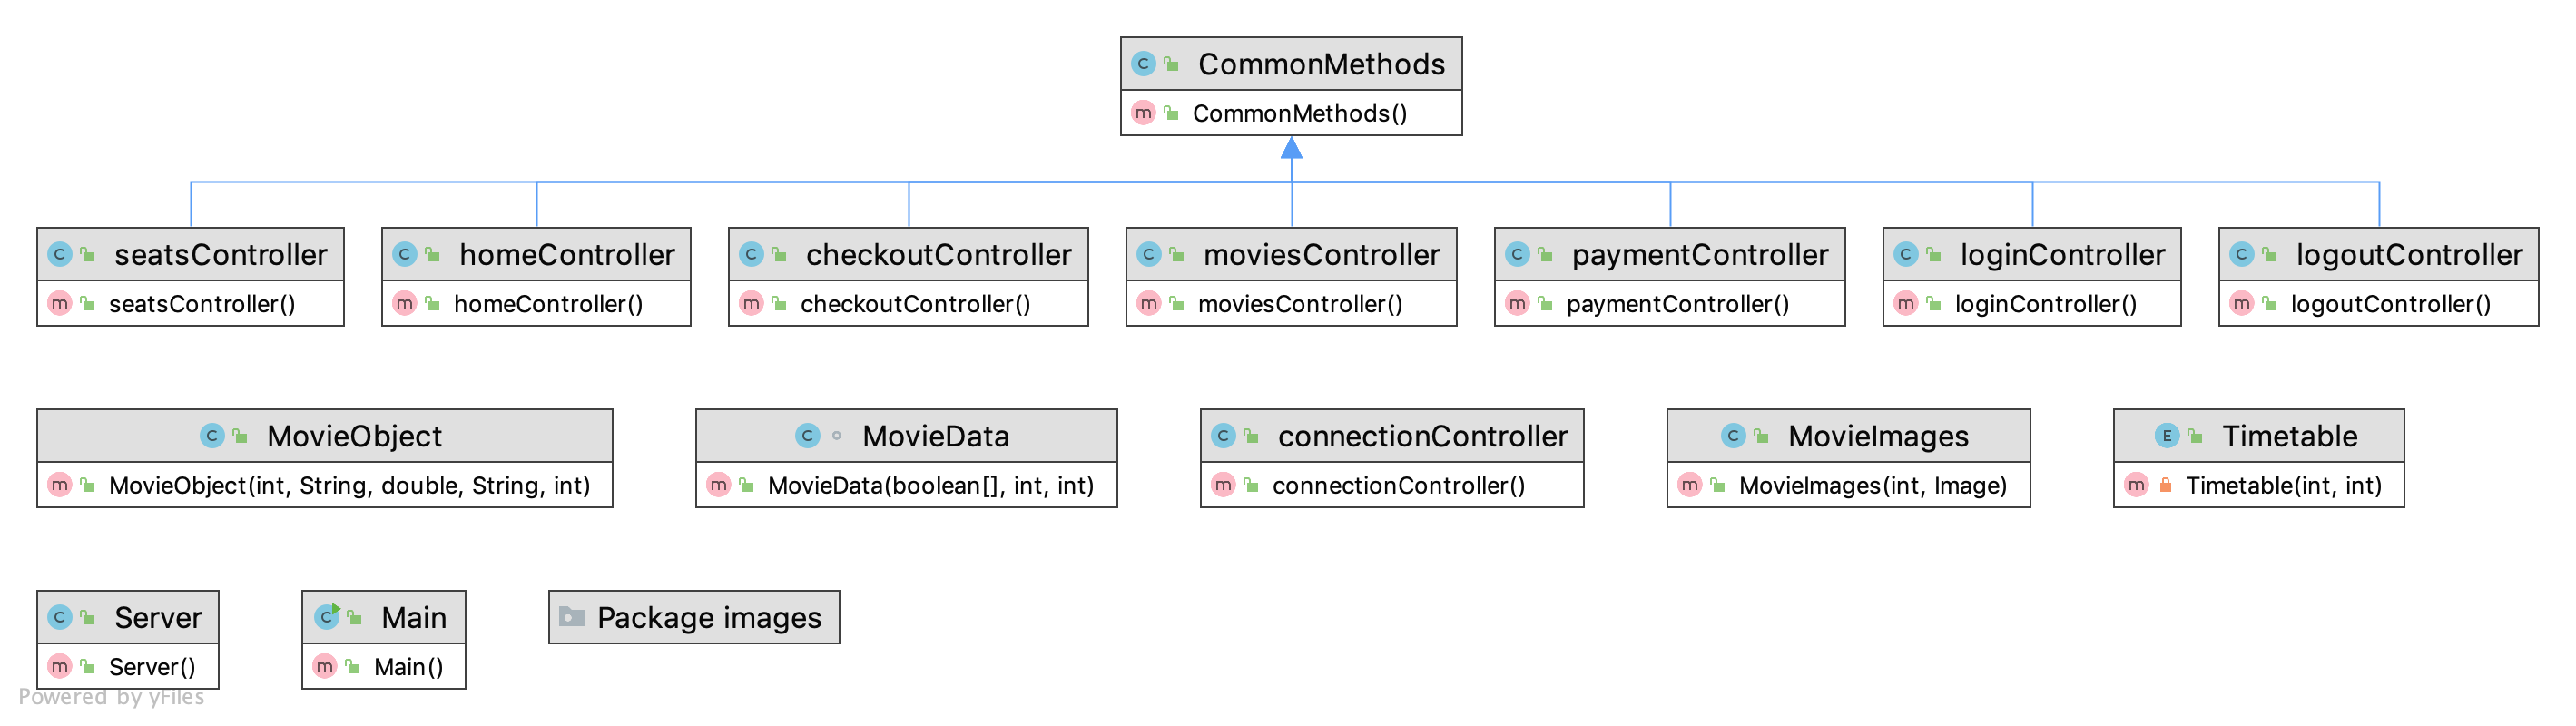 CommonMethods
CommonMethods()
seatsController
homeController
checkoutController
moviesController
paymentController
loginController
logoutController
seatsController()
homeController()
checkoutController()
moviesController()
paymentController()
loginController()
logoutController()
MovieObject
MovieData
connectionController
MovieImages
Timetable
MovieObject(int, String, double, String, int)
MovieData(boolean[], int, int)
connectionController()
MovieImages(int, Image)
Timetable(int, int)
Server
Main
Package images
Server()
Main()
Powered by yFiles